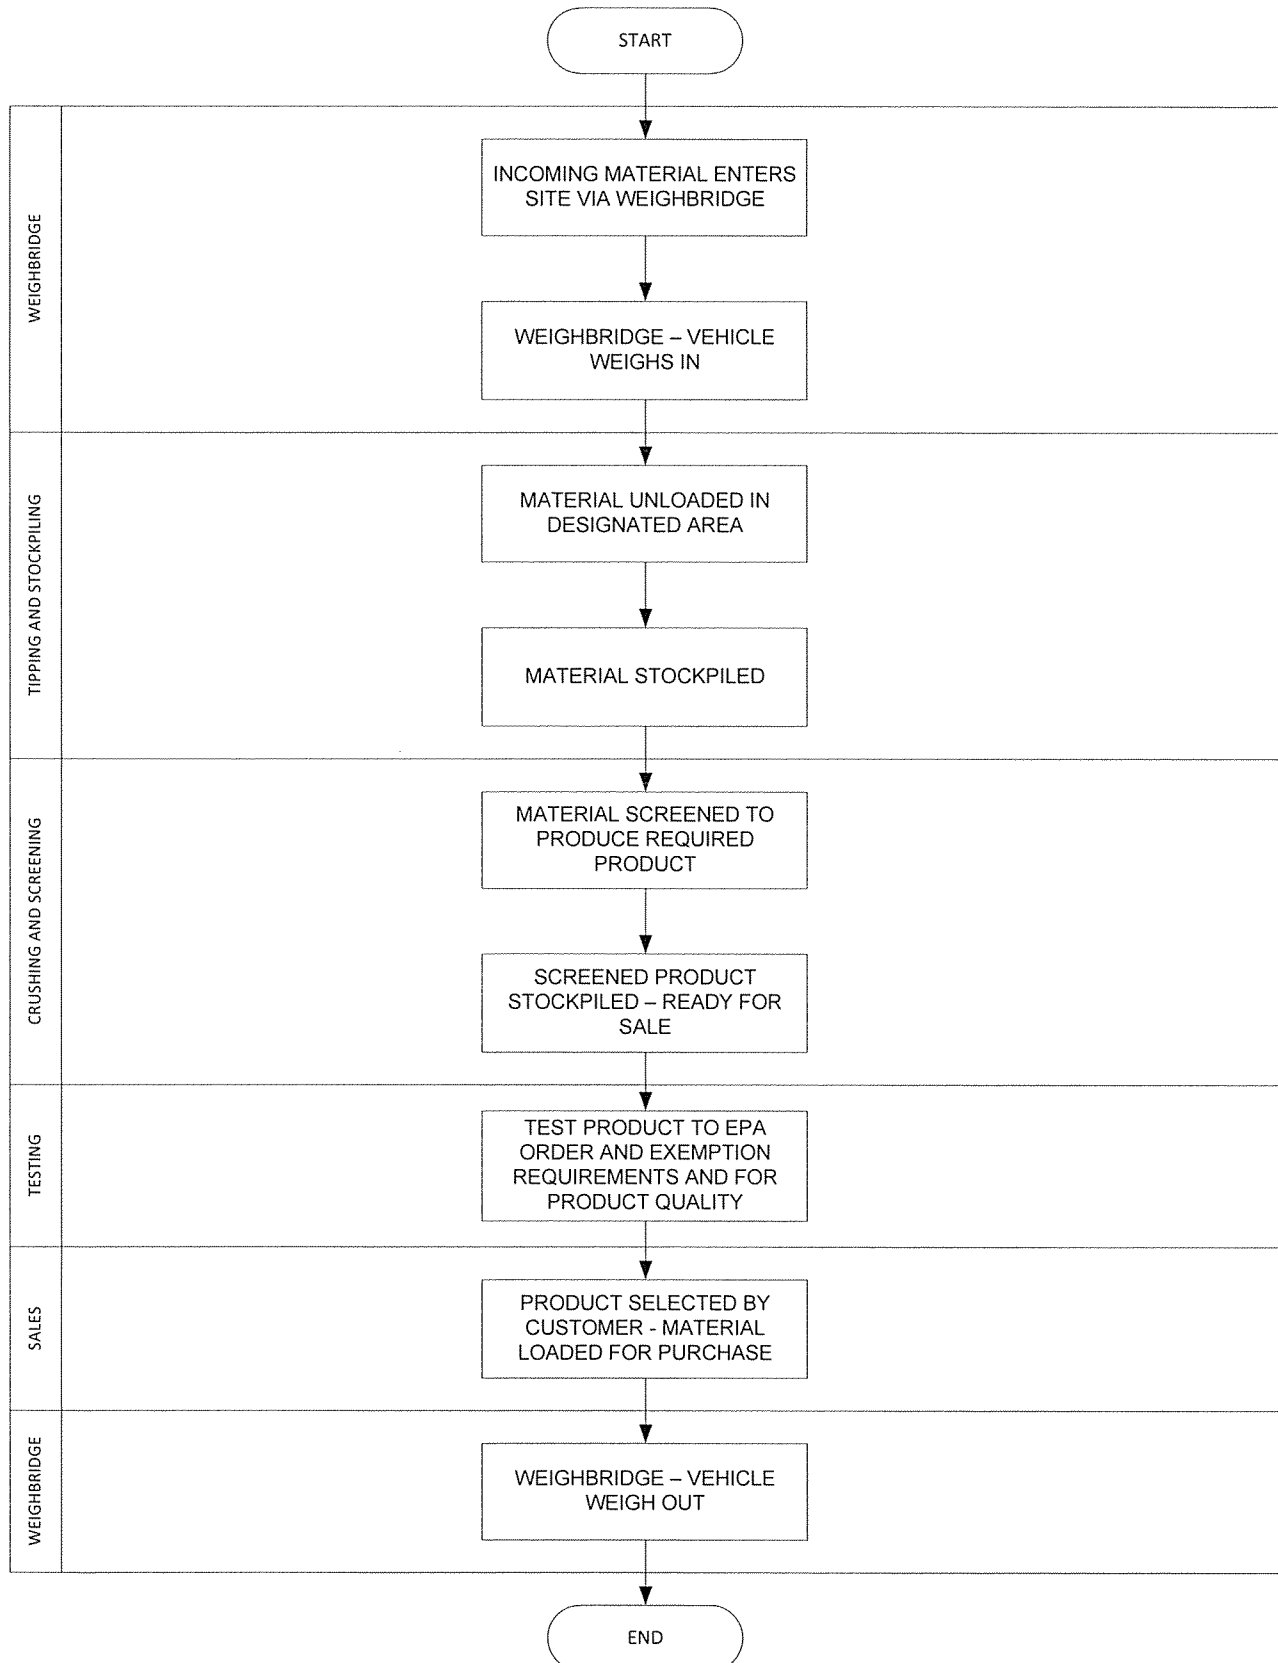 START
WEIGHBRIDGE
INCOMING MATERIAL ENTERS
SITE VIA WEIGHBRIDGE
WEIGHBRIDGE – VEHICLE
WEIGHS IN
TIPPING AND STOCKPILING
MATERIAL UNLOADED IN
DESIGNATED AREA
MATERIAL STOCKPILED
CRUSHING AND SCREENING
MATERIAL SCREENED TO
PRODUCE REQUIRED
PRODUCT
SCREENED PRODUCT
STOCKPILED – READY FOR
SALE
TESTING
TEST PRODUCT TO EPA
ORDER AND EXEMPTION
REQUIREMENTS AND FOR
PRODUCT QUALITY
SALES
PRODUCT SELECTED BY
CUSTOMER - MATERIAL
LOADED FOR PURCHASE
WEIGHBRIDGE
WEIGHBRIDGE – VEHICLE
WEIGH OUT
END